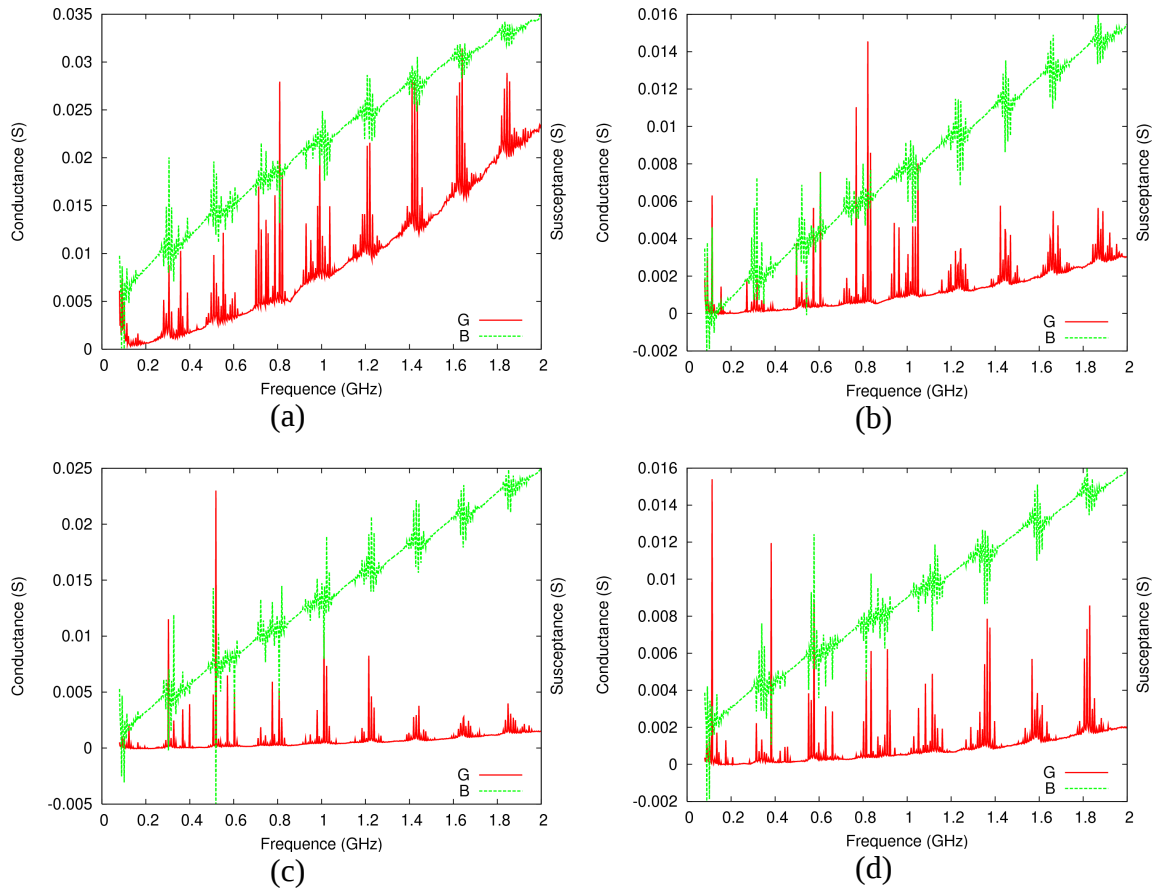 0.035
0.03
0.025
0.02
0.015
0.01
0.005
0
Conductance (S)
Susceptance (S)
G
B
0 0.2 0.4 0.6 0.8 1 1.2 1.4 1.6 1.8 2
Frequence (GHz)
(a)
0.016
0.014
0.012
0.01
0.008
0.006
0.004
0.002
0
-0.002
Conductance (S)
Susceptance (S)
G
B
0 0.2 0.4 0.6 0.8 1 1.2 1.4 1.6 1.8 2
Frequence (GHz)
(b)
0.025
0.02
0.015
0.01
0.005
0
-0.005
Conductance (S)
Susceptance (S)
G
B
0 0.2 0.4 0.6 0.8 1 1.2 1.4 1.6 1.8 2
Frequence (GHz)
(c)
0.016
0.014
0.012
0.01
0.008
0.006
0.004
0.002
0
-0.002
Conductance (S)
Susceptance (S)
G
B
0 0.2 0.4 0.6 0.8 1 1.2 1.4 1.6 1.8 2
Frequence (GHz)
(d)